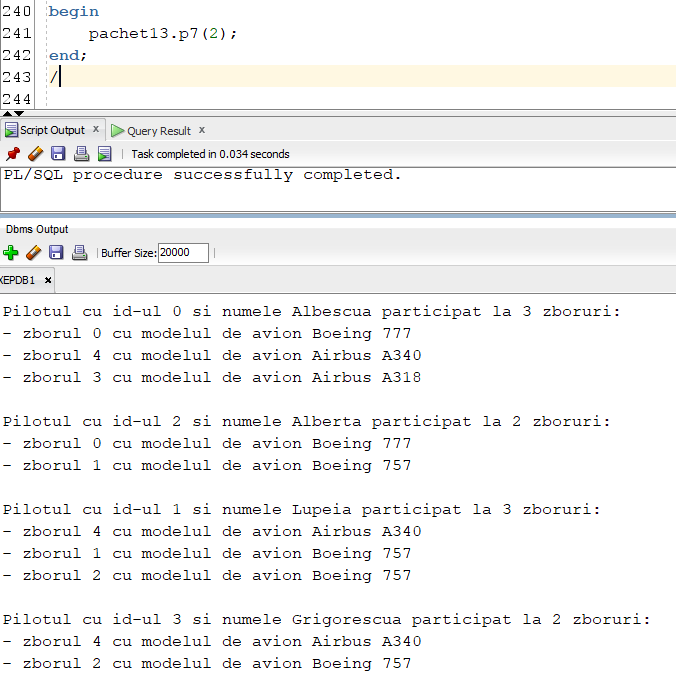 240 begin
241     pachet13.p7(2);
242 end;
243 /
244
Script Output x Query Result x
Task completed in 0.034 seconds
PL/SQL procedure successfully completed.
Dbms Output
Buffer Size: 20000
XEPDB1 x
Pilotul cu id-ul 0 si numele Albescua participat la 3 zboruri:
- zborul 0 cu modelul de avion Boeing 777
- zborul 4 cu modelul de avion Airbus A340
- zborul 3 cu modelul de avion Airbus A318
Pilotul cu id-ul 2 si numele Alberta participat la 2 zboruri:
- zborul 0 cu modelul de avion Boeing 777
- zborul 1 cu modelul de avion Boeing 757
Pilotul cu id-ul 1 si numele Lupeia participat la 3 zboruri:
- zborul 4 cu modelul de avion Airbus A340
- zborul 1 cu modelul de avion Boeing 757
- zborul 2 cu modelul de avion Boeing 757
Pilotul cu id-ul 3 si numele Grigorescua participat la 2 zboruri:
- zborul 4 cu modelul de avion Airbus A340
- zborul 2 cu modelul de avion Boeing 757